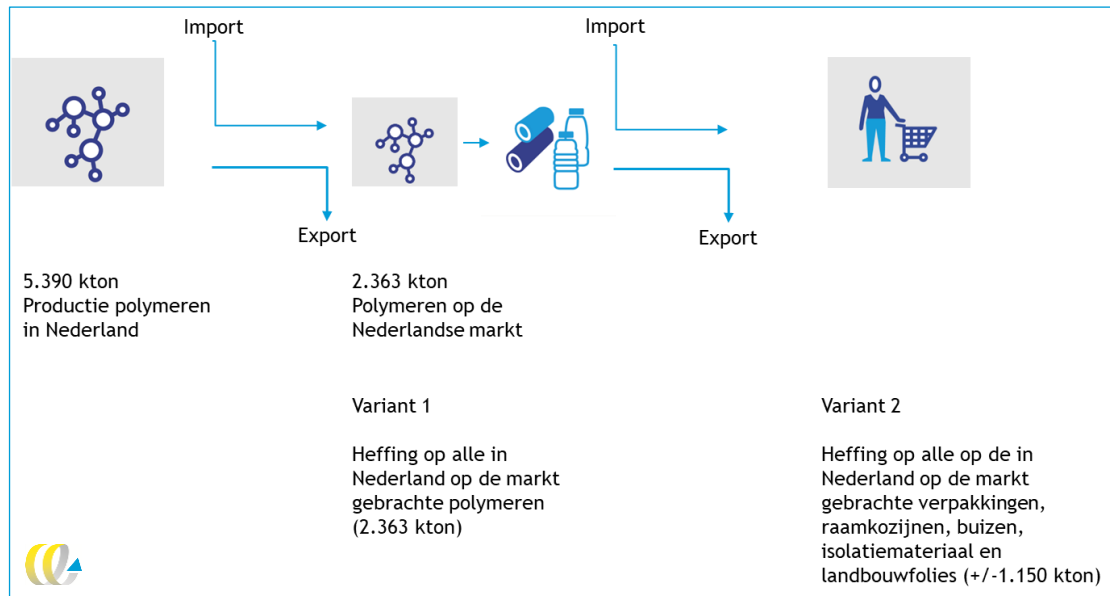 Import
Import
Export
Export
5.390 kton
Productie polymeren
in Nederland
2.363 kton
Polymeren op de
Nederlandse markt
Variant 1
Heffing op alle in
Nederland op de markt
gebrachte polymeren
(2.363 kton)
Variant 2
Heffing op alle op de in
Nederland op de markt
gebrachte verpakkingen,
raamkozijnen, buizen,
isolatiemateriaal en
landbouwfolies (+/-1.150 kton)